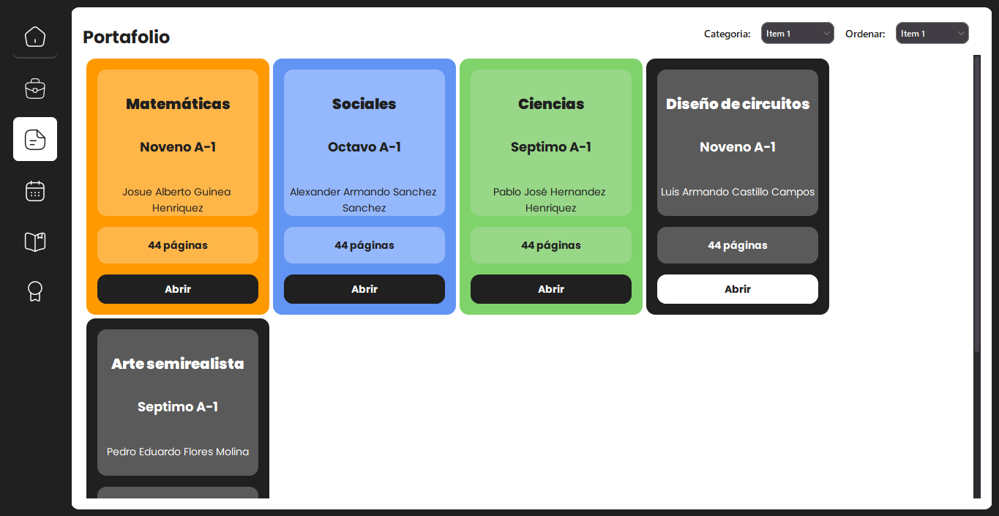 Portafolio
Categoria: Item 1 Ordenar: Item 1
Matemáticas
Noveno A-1
Josue Alberto Guinea
Henriquez
44 páginas
Abrir
Sociales
Octavo A-1
Alexander Armando Sanchez
Sanchez
44 páginas
Abrir
Ciencias
Septimo A-1
Pablo José Hernandez
Henriquez
44 páginas
Abrir
Diseño de circuitos
Noveno A-1
Luis Armando Castillo Campos
44 páginas
Abrir
Arte semirealista
Septimo A-1
Pedro Eduardo Flores Molina